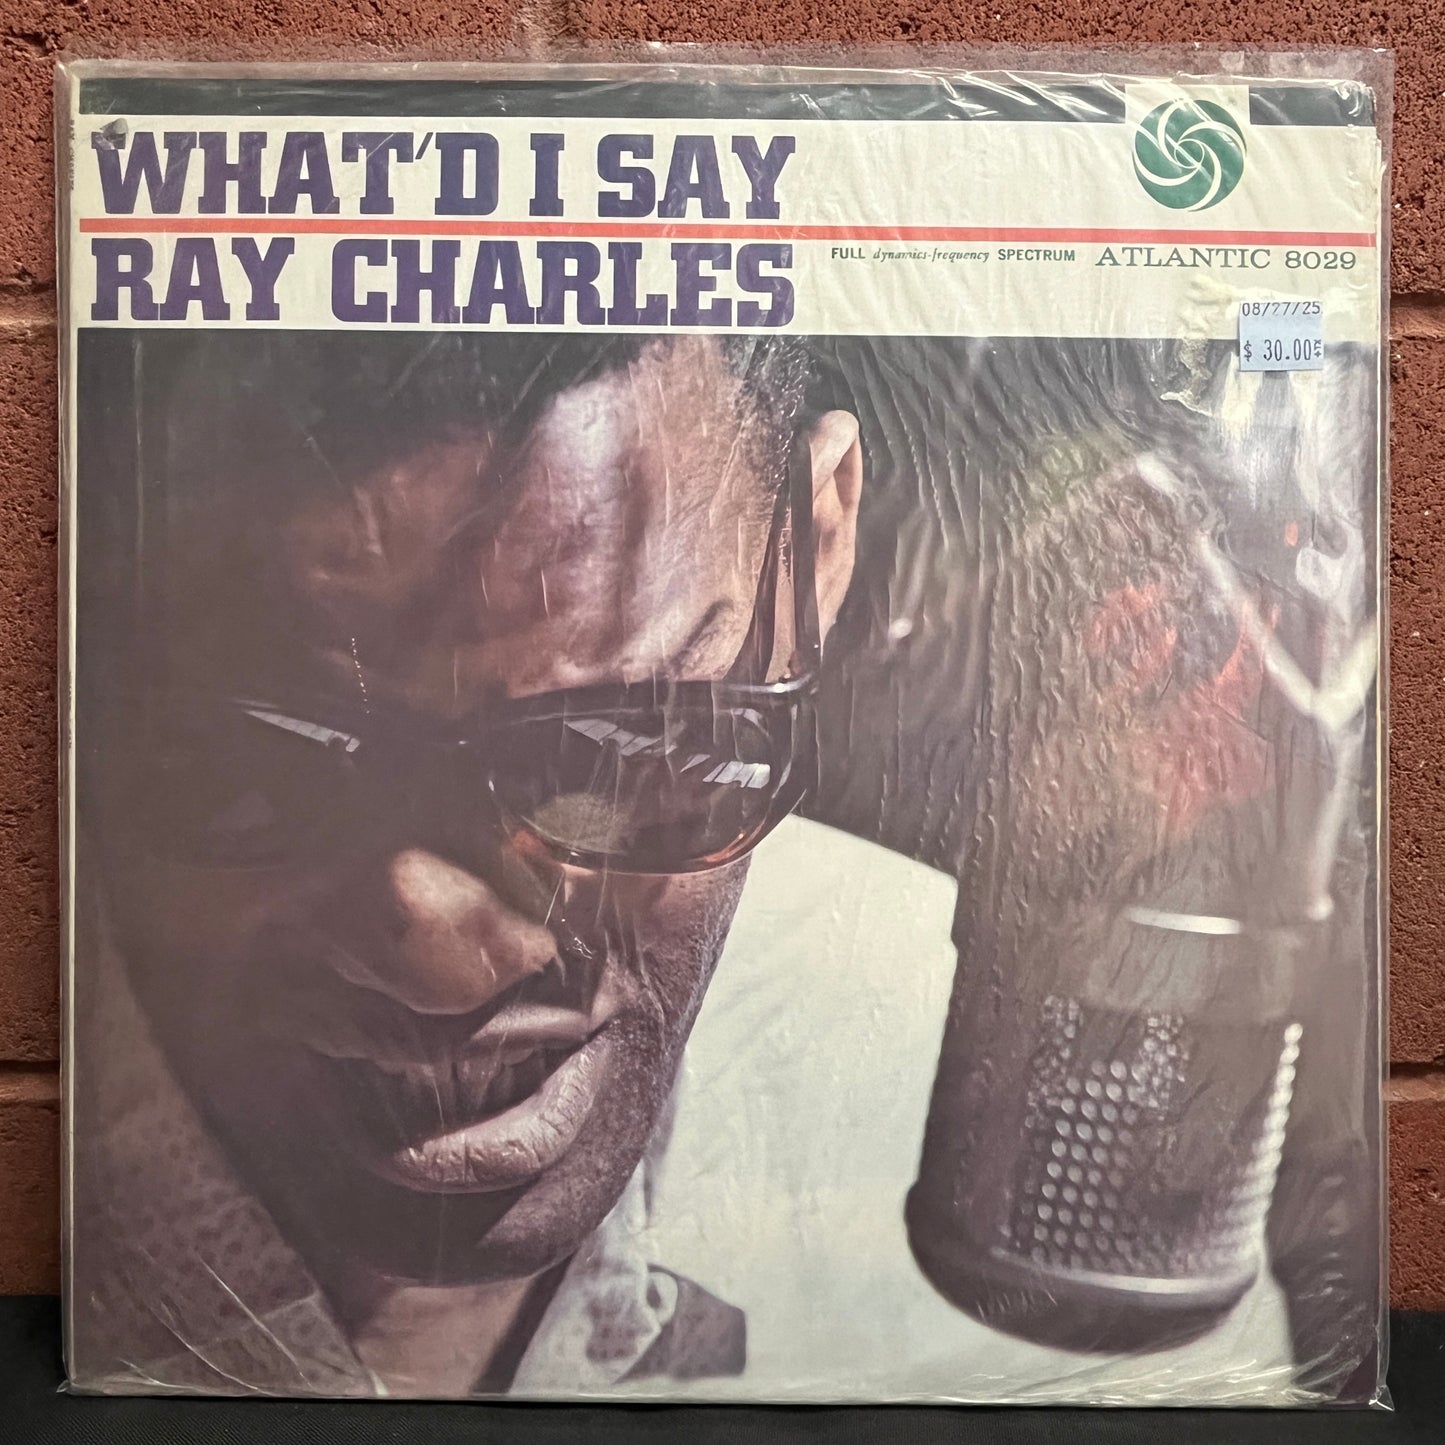 WHAT'D I SAY
RAY CHARLES
FULL dynamics-frequency SPECTRUM ATLANTIC 8029
08/27/25
$ 30.00